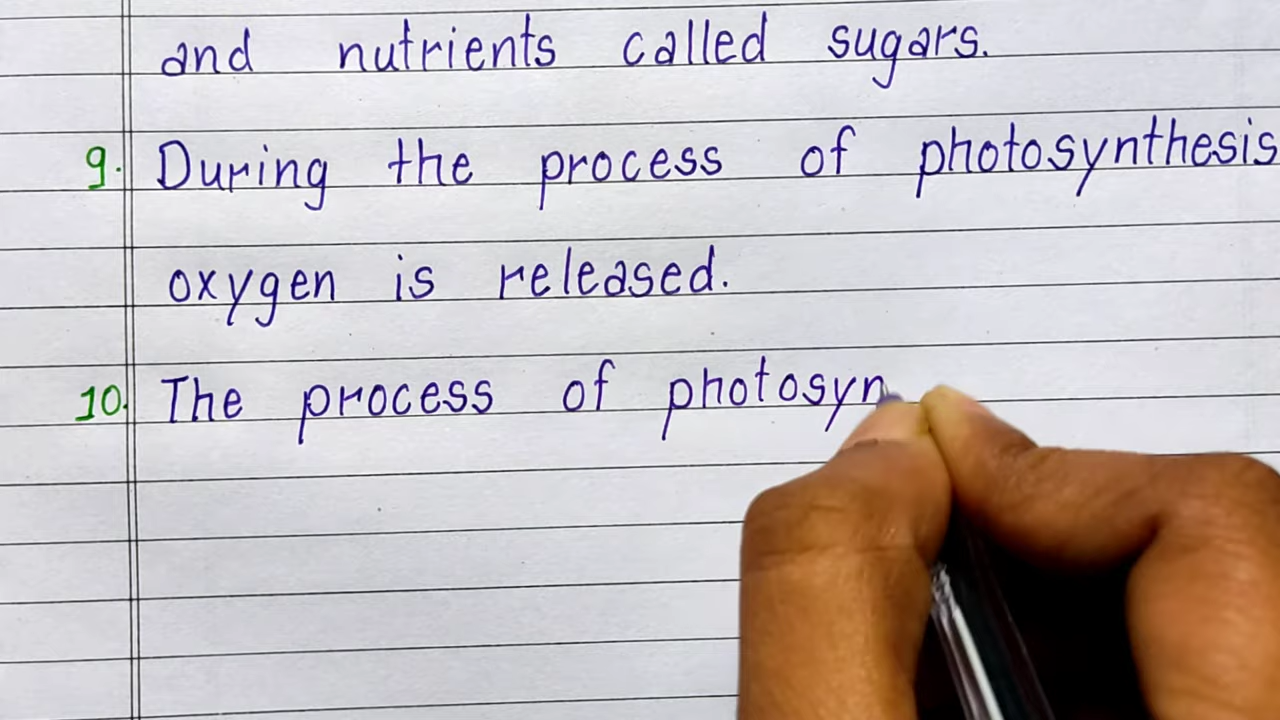 and nutrients called sugars.
9. During the process of photosynthesis
oxygen is released.
10. The process of photosyn